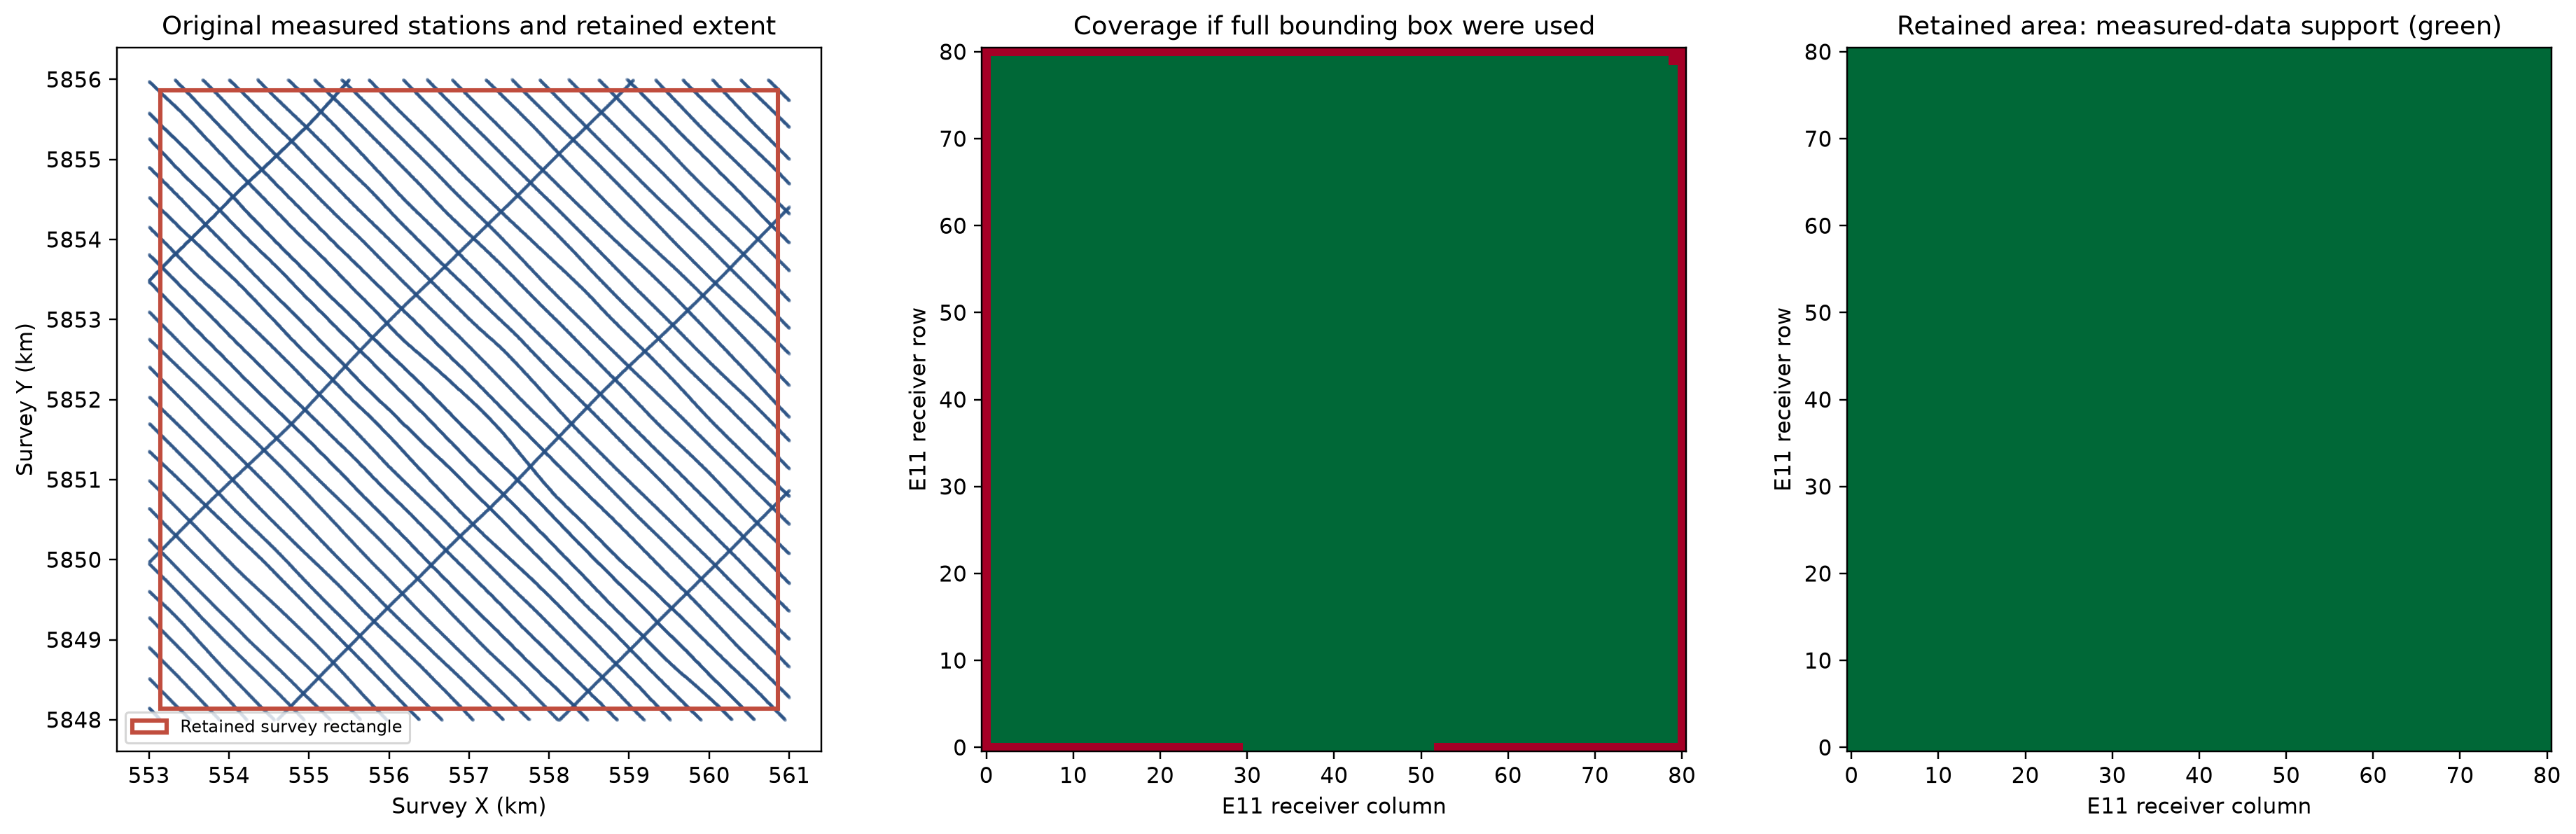 Original measured stations and retained extent
5856
5855
5854
5853
5852
5851
5850
5849
5848
Survey Y (km)
Retained survey rectangle
553 554 555 556 557 558 559 560 561
Survey X (km)
Coverage if full bounding box were used
80
70
60
50
40
30
20
10
0
E11 receiver row
0 10 20 30 40 50 60 70 80
E11 receiver column
Retained area: measured-data support (green)
80
70
60
50
40
30
20
10
0
E11 receiver row
0 10 20 30 40 50 60 70 80
E11 receiver column